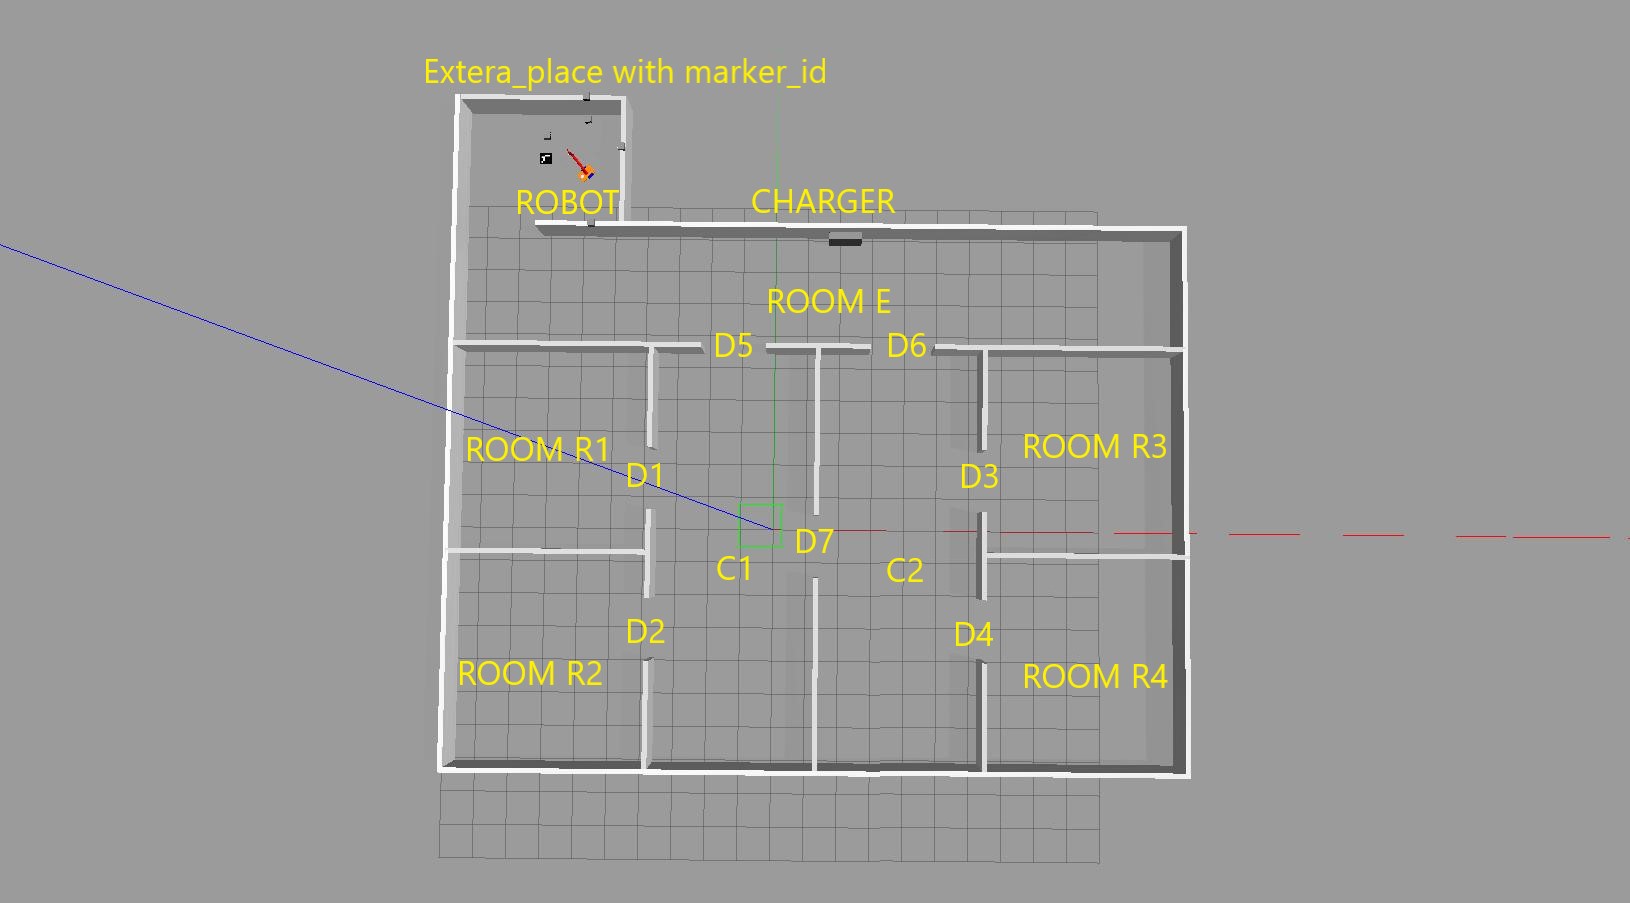 Extera_place with marker_id
ROBOT
CHARGER
ROOM E
D5
D6
ROOM R1
ROOM R3
D1
D3
D7
C1
C2
D2
D4
ROOM R2
ROOM R4